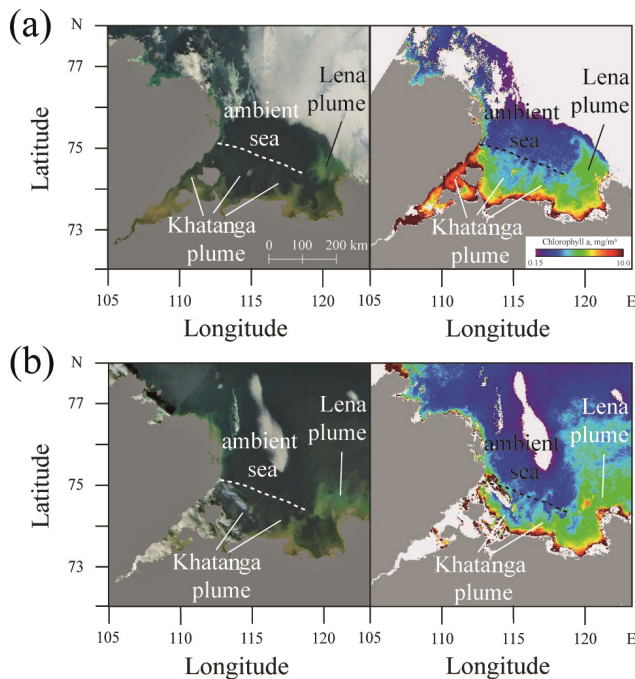 (a)
N
77
75
73
Latitude
Lena
plume
ambient
sea
Khatanga
plume
0 100 200 km
105 110 115 120
Longitude
Lena
plume
ambient
sea
Khatanga
plume
Chlorophyll a, mg/m³
0.15 10.0
105 110 115 120 E
Longitude
(b)
N
77
75
73
Latitude
Lena
plume
ambient
sea
Khatanga
plume
105 110 115 120
Longitude
Lena
plume
ambient
sea
Khatanga
plume
105 110 115 120 E
Longitude